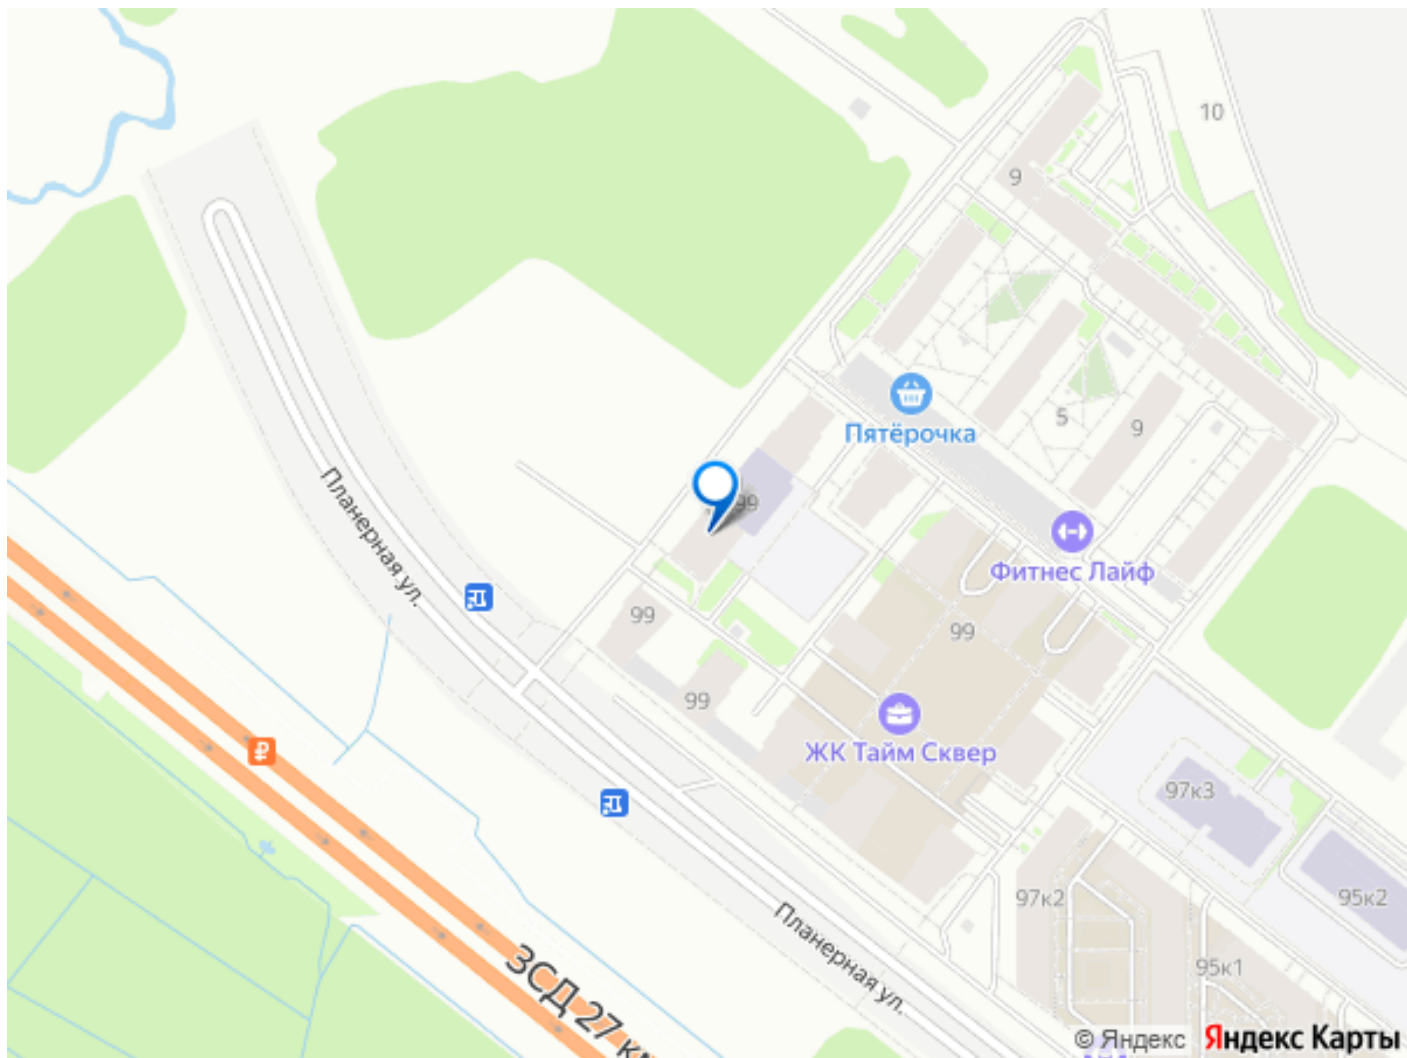 10
9
Пятёрочка
5
9
99
Планерная ул.
Фитнес Лайф
99
99
99
ЖК Тайм Сквер
97к3
97к2
95к2
Планерная ул.
ЗСД 27 км
95к1
© Яндекс Яндекс Карты